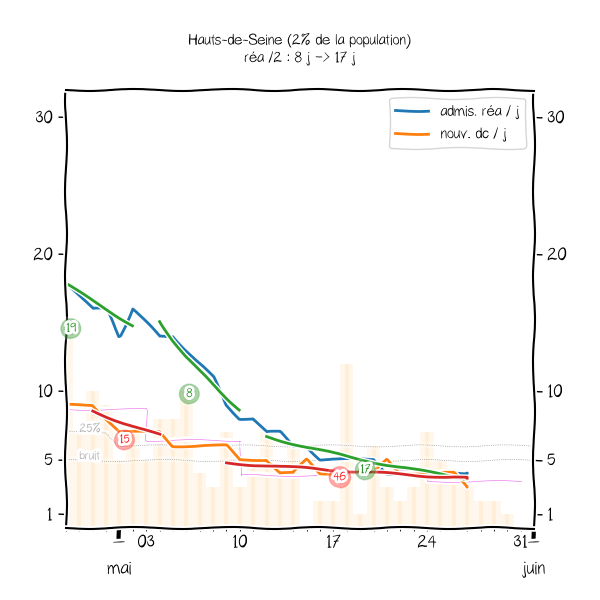 Hauts-de-Seine (2% de la population)
réa /2 : 8 j -> 17 j
admis. réa / j
nouv. dc / j
30
30
20
20
19
10
8
10
25%
15
5
bruit
17
46
5
1
1
1 03 10 17 24 31 1
mai juin